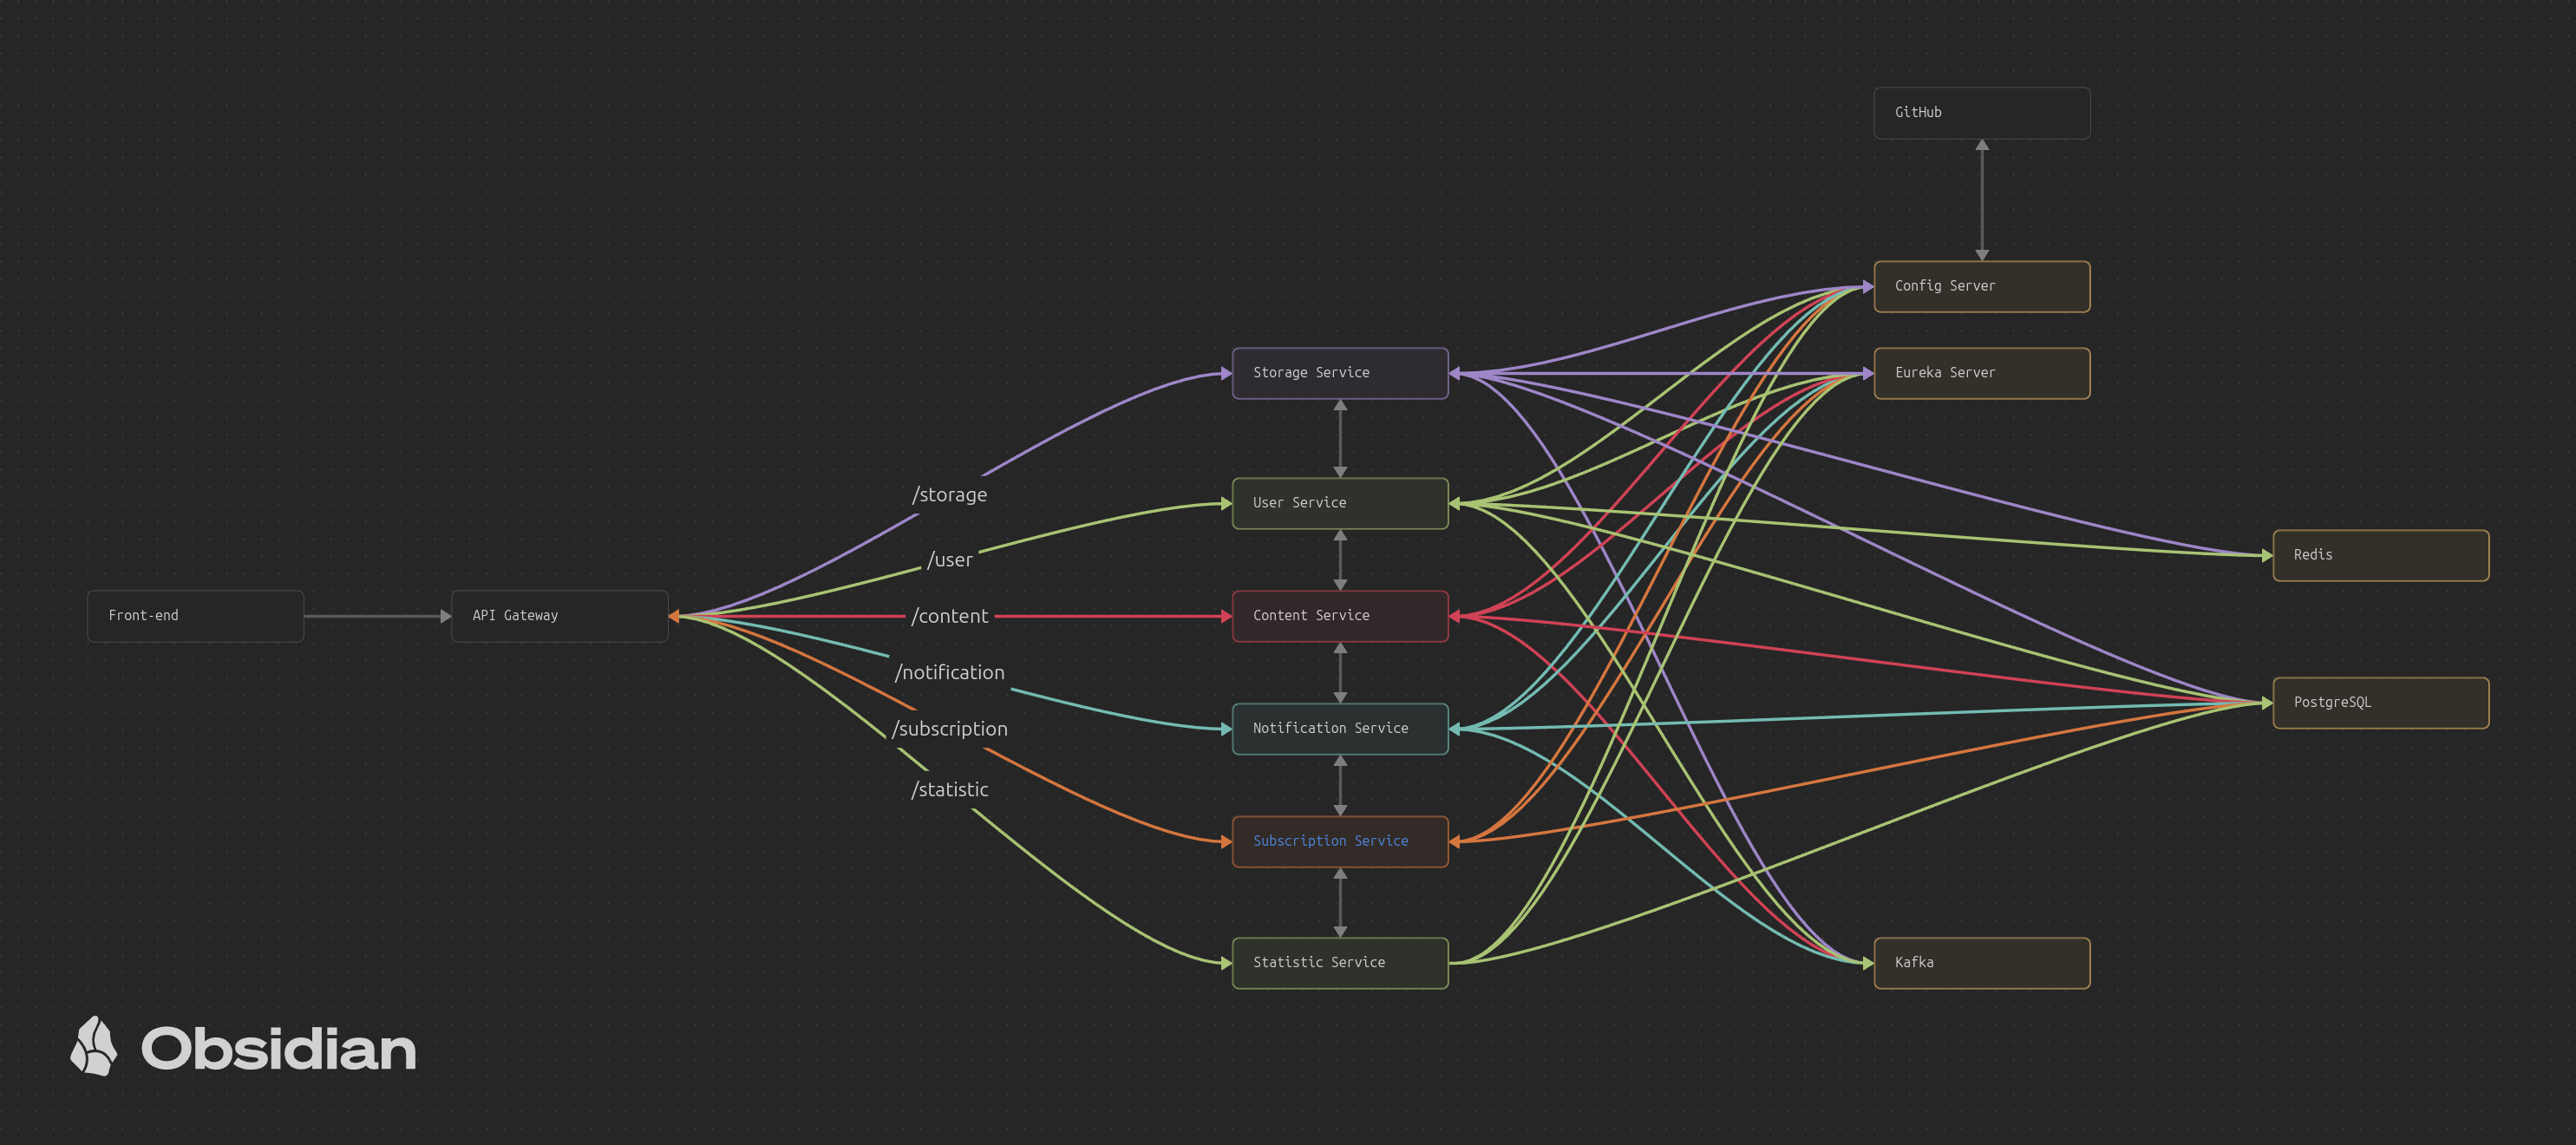 GitHub
Config Server
Storage Service
Eureka Server
/storage
User Service
/user
Redis
Front-end
API Gateway
/content
Content Service
/notification
PostgreSQL
/subscription
Notification Service
/statistic
Subscription Service
Statistic Service
Kafka
Obsidian